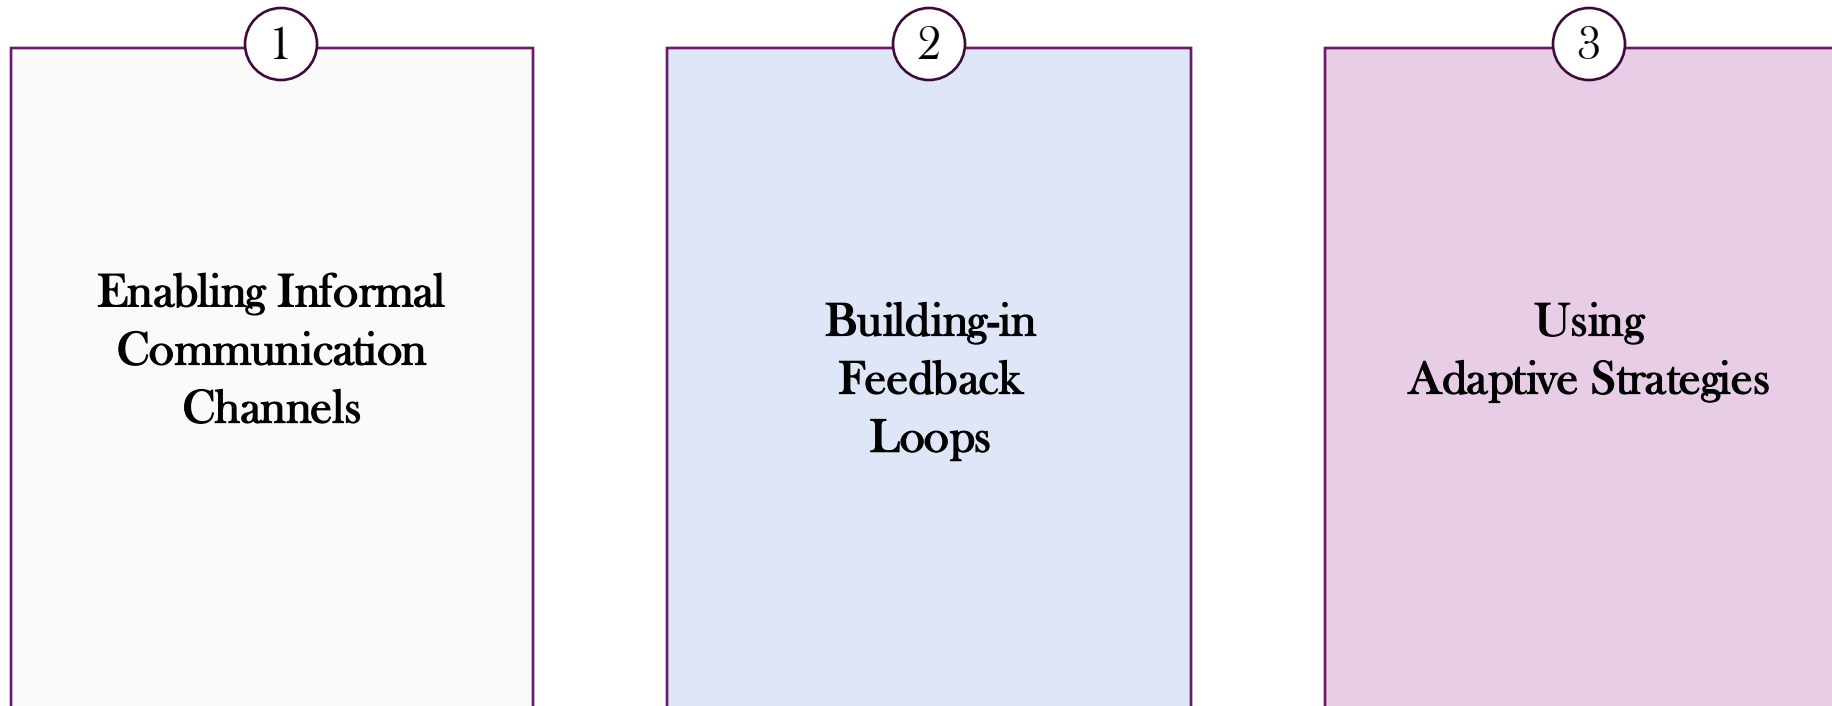 1
Enabling Informal
Communication
Channels
2
Building-in
Feedback
Loops
3
Using
Adaptive Strategies